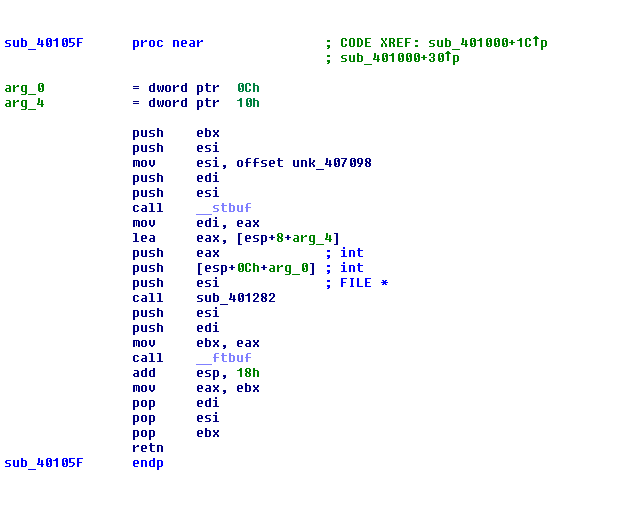 sub_40105F proc near ; CODE XREF: sub_401000+1C↑p
; sub_401000+30↑p
arg_0 = dword ptr 0Ch
arg_4 = dword ptr 10h
push ebx
push esi
mov esi, offset unk_407098
push edi
push esi
call __stbuf
mov edi, eax
lea eax, [esp+8+arg_4]
push eax ; int
push [esp+0Ch+arg_0] ; int
push esi ; FILE *
call sub_401282
push esi
push edi
mov ebx, eax
call __ftbuf
add esp, 18h
mov eax, ebx
pop edi
pop esi
pop ebx
retn
sub_40105F endp